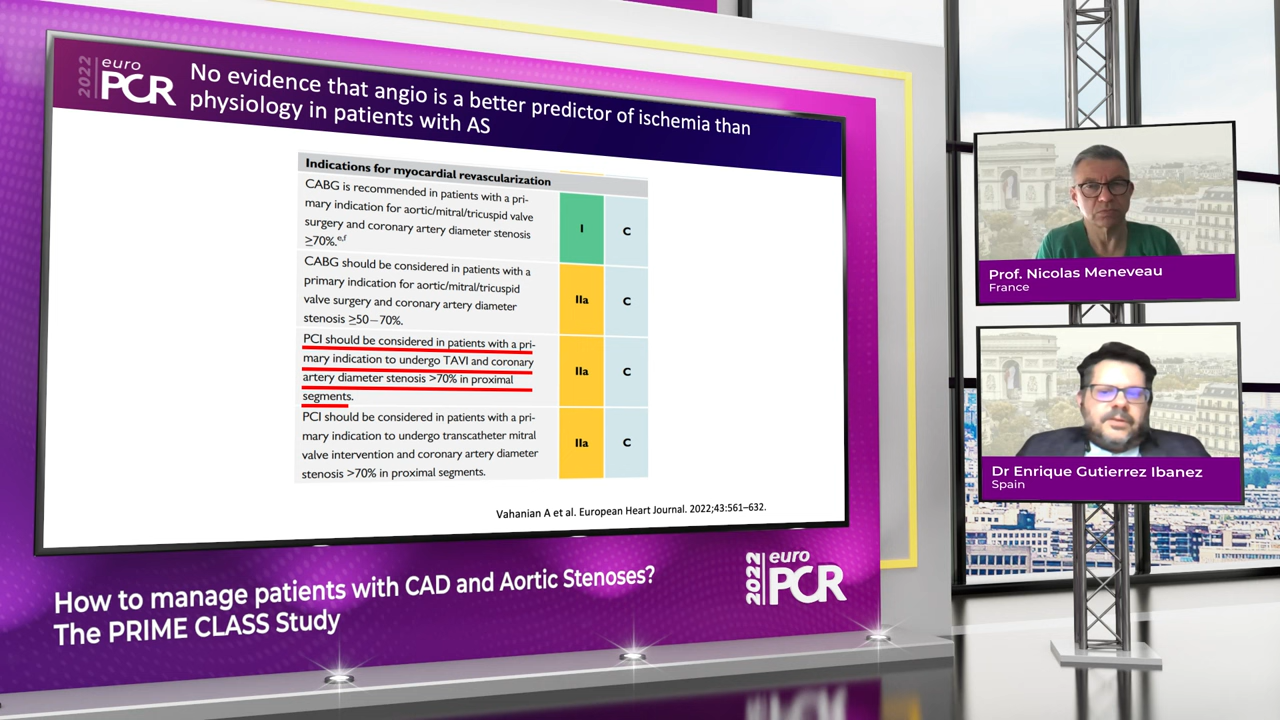 2022 euro
PCR
No evidence that angio is a better predictor of ischemia than
physiology in patients with AS
Indications for myocardial revascularization
CABG is recommended in patients with a pri-
mary indication for aortic/mitral/tricuspid valve
surgery and coronary artery diameter stenosis
≥70%.e,f
I
C
CABG should be considered in patients with a
primary indication for aortic/mitral/tricuspid
valve surgery and coronary artery diameter
stenosis ≥50–70%.
IIa
C
PCI should be considered in patients with a pri-
mary indication to undergo TAVI and coronary
artery diameter stenosis >70% in proximal
segments.
IIa
C
PCI should be considered in patients with a pri-
mary indication to undergo transcatheter mitral
valve intervention and coronary artery diameter
stenosis >70% in proximal segments.
IIa
C
Vahanian A et al. European Heart Journal. 2022;43:561–632.
How to manage patients with CAD and Aortic Stenoses?
The PRIME CLASS Study
2022 euro
PCR
Prof. Nicolas Meneveau
France
Dr Enrique Gutierrez Ibanez
Spain